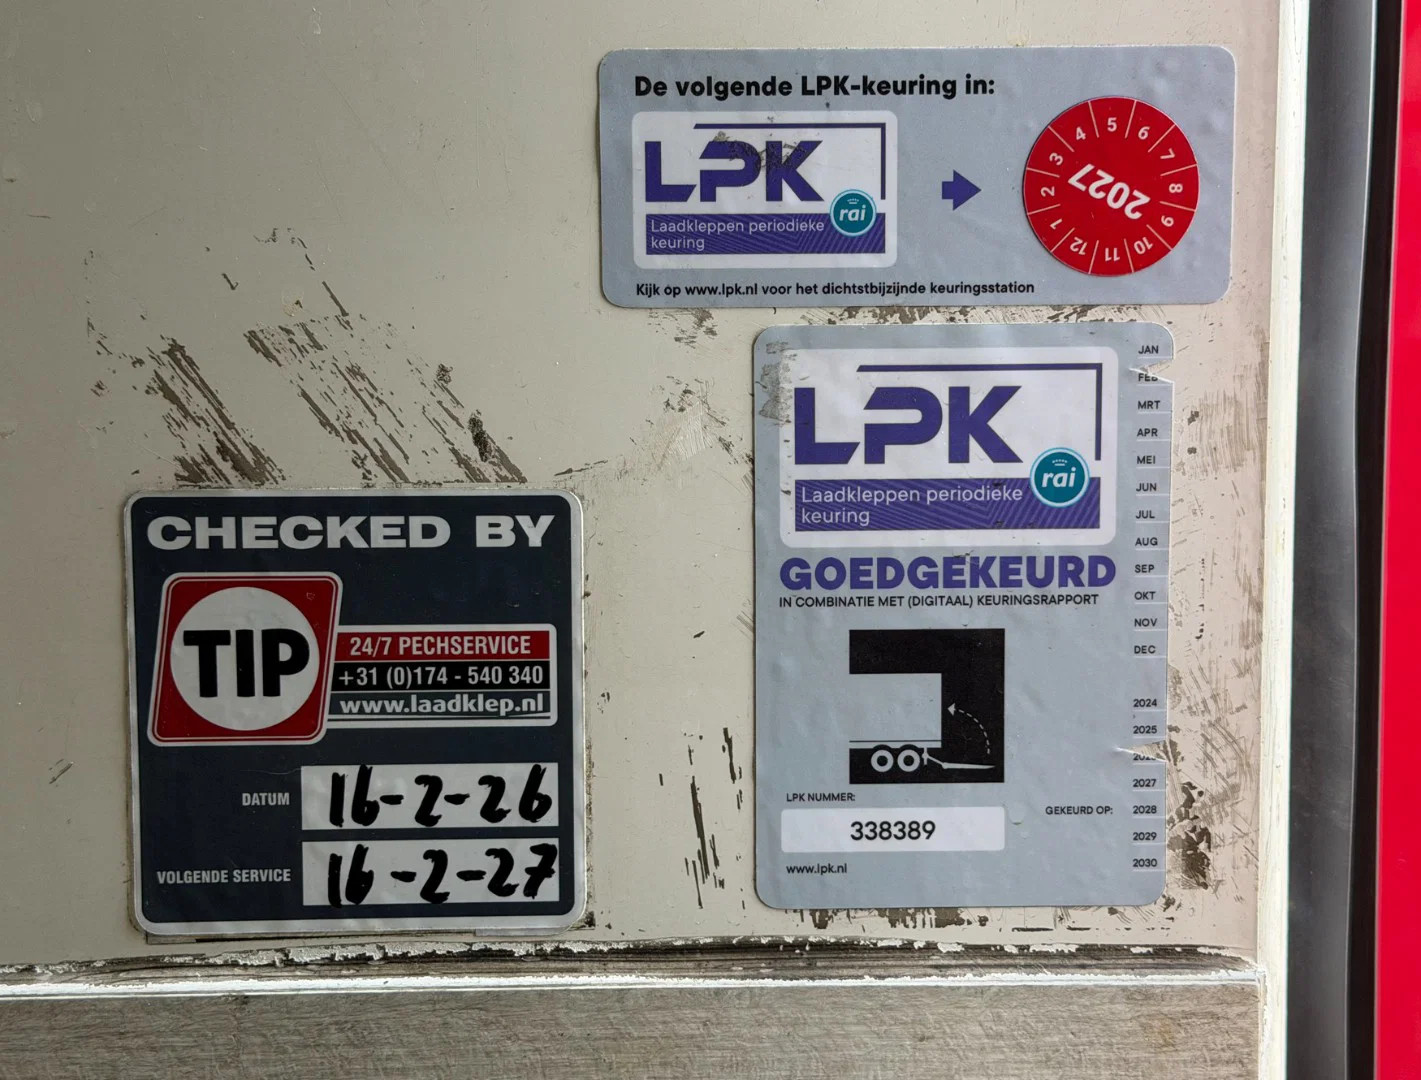 De volgende LPK-keuring in:
LPK
Laadkleppen periodieke
keuring
rai
1 2 3 4 5 6 7 8 9 10 11 12
2027
Kijk op www.lpk.nl voor het dichtstbijzijnde keuringsstation
CHECKED BY
TIP
24/7 PECHSERVICE
+31 (0)174 - 540 340
www.laadklep.nl
DATUM 16-2-26
VOLGENDE SERVICE 16-2-27
LPK
Laadkleppen periodieke
keuring
rai
GOEDGEKEURD
IN COMBINATIE MET (DIGITAAL) KEURINGSRAPPORT
LPK NUMMER:
338389
www.lpk.nl
GEKEURD OP:
JAN
FEB
MRT
APR
MEI
JUN
JUL
AUG
SEP
OKT
NOV
DEC
2024
2025
2026
2027
2028
2029
2030